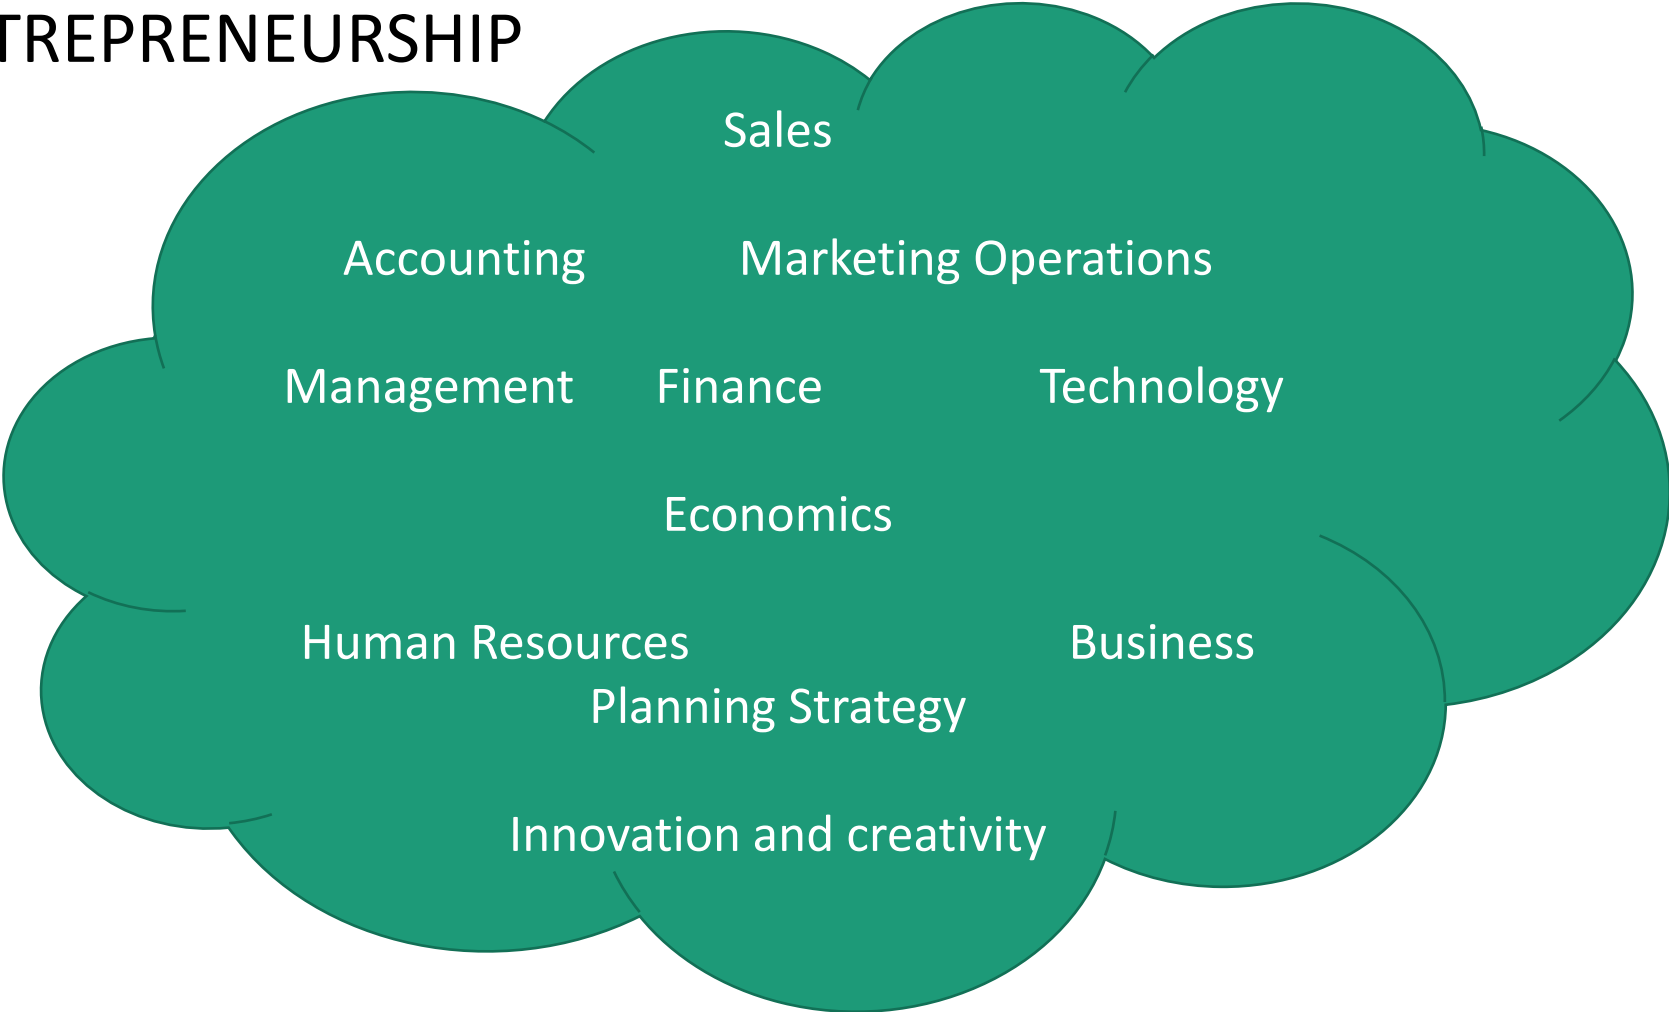 TREPRENEURSHIP
Sales
Accounting Marketing Operations
Management Finance Technology
Economics
Human Resources Business
Planning Strategy
Innovation and creativity